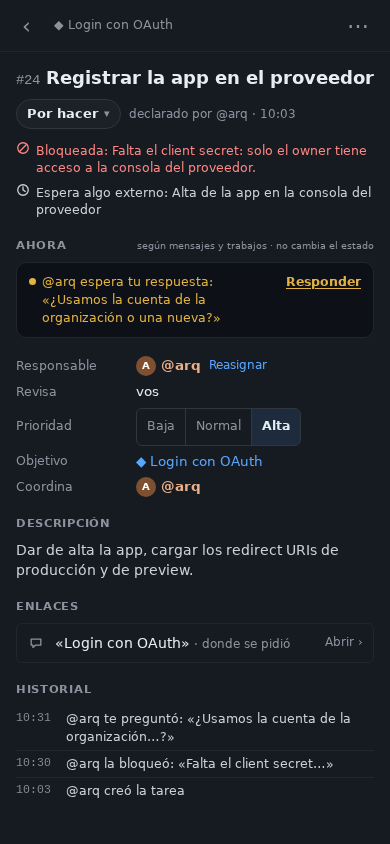 ‹ ◆ Login con OAuth ⋯
#24 Registrar la app en el proveedor
Por hacer ▾ declarado por @arq · 10:03
Bloqueada: Falta el client secret: solo el owner tiene
acceso a la consola del proveedor.
Espera algo externo: Alta de la app en la consola del
proveedor
AHORA según mensajes y trabajos · no cambia el estado
@arq espera tu respuesta: Responder
«¿Usamos la cuenta de la
organización o una nueva?»
Responsable A @arq Reasignar
Revisa vos
Prioridad Baja Normal Alta
Objetivo ◆ Login con OAuth
Coordina A @arq
DESCRIPCIÓN
Dar de alta la app, cargar los redirect URIs de
producción y de preview.
ENLACES
«Login con OAuth» · donde se pidió Abrir ›
HISTORIAL
10:31 @arq te preguntó: «¿Usamos la cuenta de la
organización...?»
10:30 @arq la bloqueó: «Falta el client secret...»
10:03 @arq creó la tarea